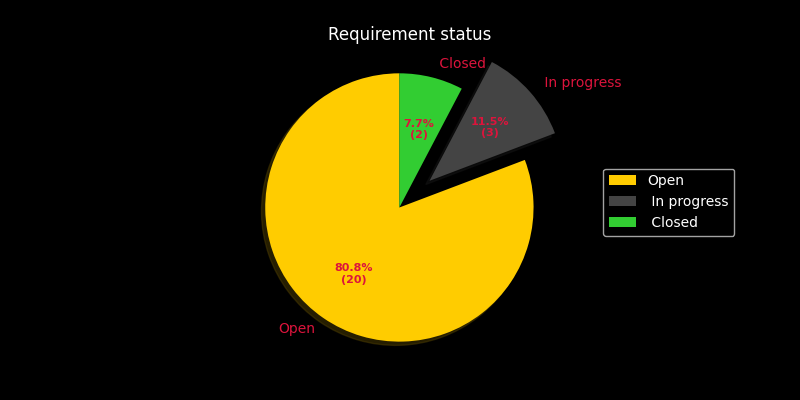 Requirement status
Closed
In progress
7.7%
(2)
11.5%
(3)
Open
In progress
Closed
80.8%
(20)
Open